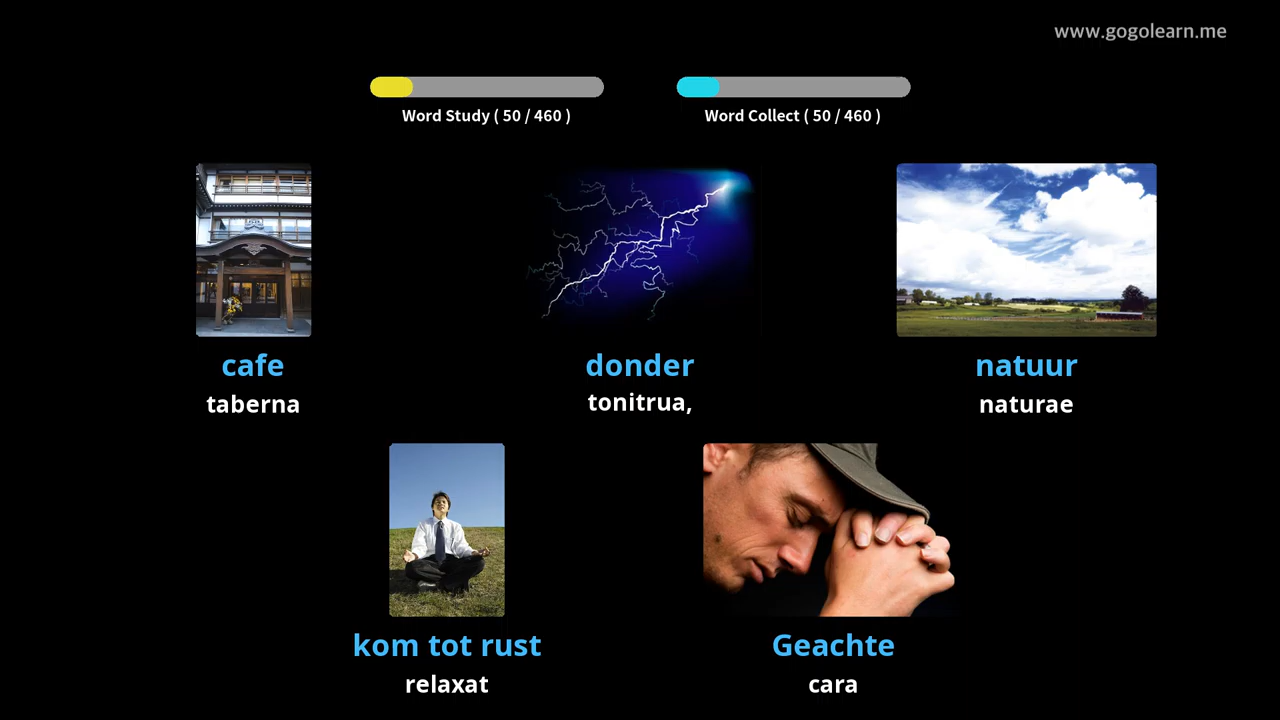 www.gogolearn.me
Word Study ( 50 / 460 )
Word Collect ( 50 / 460 )
cafe
taberna
donder
tonitrua,
natuur
naturae
kom tot rust
relaxat
Geachte
cara